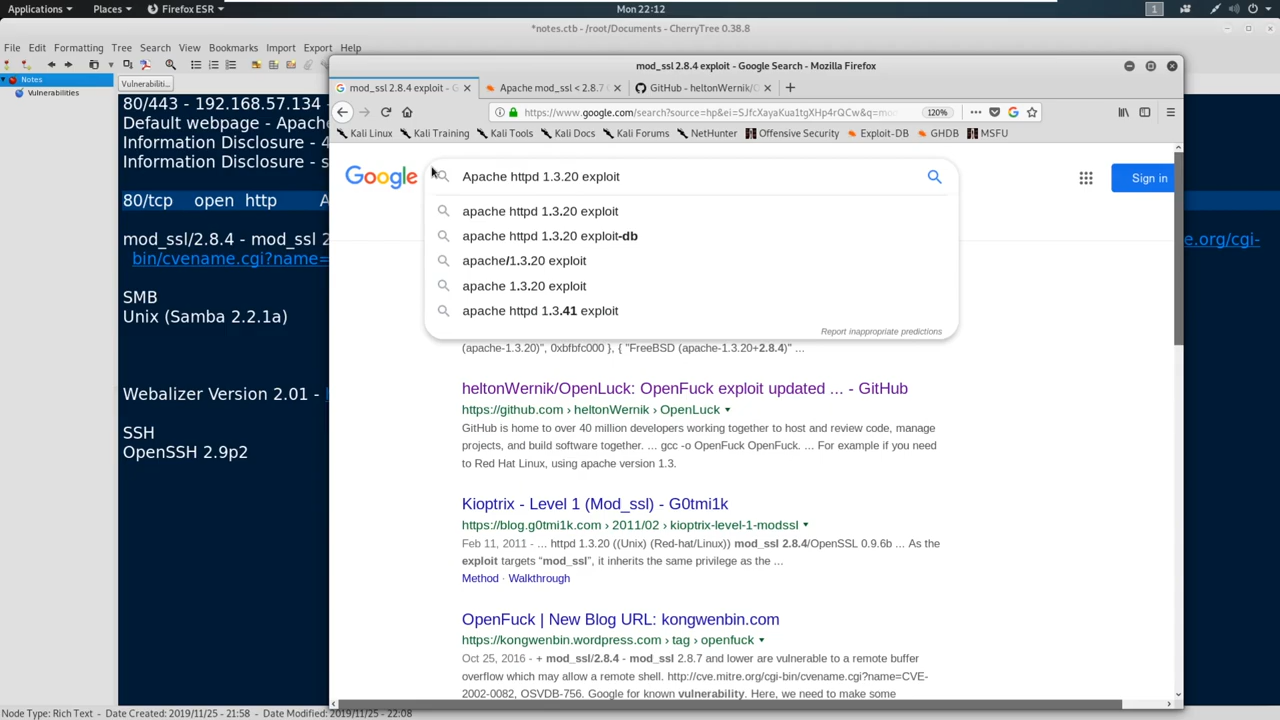 Applications ▾ Places ▾ Firefox ESR ▾ Mon 22:12 1
*notes.ctb - /root/Documents - CherryTree 0.38.8
File Edit Formatting Tree Search View Bookmarks Import Export Help
Notes
Vulnerabilities
Vulnerabiliti...
80/443 - 192.168.57.134 -
Default webpage - Apach
Information Disclosure - 4
Information Disclosure - s
80/tcp open http A
mod_ssl/2.8.4 - mod_ssl 2
e.org/cgi-
bin/cvename.cgi?name=
SMB
Unix (Samba 2.2.1a)
Webalizer Version 2.01 -
SSH
OpenSSH 2.9p2
Node Type: Rich Text - Date Created: 2019/11/25 - 21:58 - Date Modified: 2019/11/25 - 22:08
mod_ssl 2.8.4 exploit - Google Search - Mozilla Firefox
mod_ssl 2.8.4 exploit - G
Apache mod_ssl < 2.8.7
GitHub - heltonWernik/C
https://www.google.com/search?source=hp&ei=SJfcXayaKua1tgXHp4rQCw&q=mo
120%
Kali Linux Kali Training Kali Tools Kali Docs Kali Forums NetHunter Offensive Security Exploit-DB GHDB MSFU
Google
Apache httpd 1.3.20 exploit
Sign in
apache httpd 1.3.20 exploit
apache httpd 1.3.20 exploit-db
apache/1.3.20 exploit
apache 1.3.20 exploit
apache httpd 1.3.41 exploit
Report inappropriate predictions
(apache-1.3.20)", 0xbfbfc000 }, { "FreeBSD (apache-1.3.20+2.8.4)" ...
heltonWernik/OpenLuck: OpenFuck exploit updated ... - GitHub
https://github.com › heltonWernik › OpenLuck ▾
GitHub is home to over 40 million developers working together to host and review code, manage
projects, and build software together. ... gcc -o OpenFuck OpenFuck. ... For example if you need
to Red Hat Linux, using apache version 1.3.
Kioptrix - Level 1 (Mod_ssl) - G0tmi1k
https://blog.g0tmi1k.com › 2011/02 › kioptrix-level-1-modssl ▾
Feb 11, 2011 - ... httpd 1.3.20 ((Unix) (Red-hat/Linux)) mod_ssl 2.8.4/OpenSSL 0.9.6b ... As the
exploit targets “mod_ssl”, it inherits the same privilege as the ...
Method · Walkthrough
OpenFuck | New Blog URL: kongwenbin.com
https://kongwenbin.wordpress.com › tag › openfuck ▾
Oct 25, 2016 - + mod_ssl/2.8.4 - mod_ssl 2.8.7 and lower are vulnerable to a remote buffer
overflow which may allow a remote shell. http://cve.mitre.org/cgi-bin/cvename.cgi?name=CVE-
2002-0082, OSVDB-756. Google for known vulnerability. Here, we need to make some